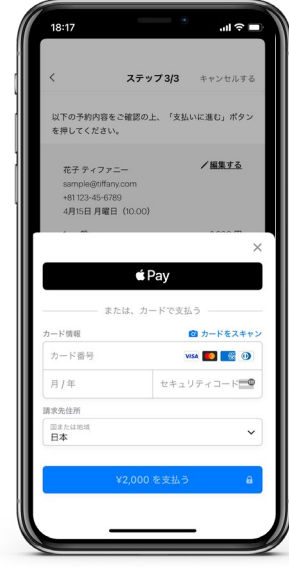 18:17
ステップ3/3 キャンセルする
以下の予約内容をご確認の上、「支払いに進む」ボタン
を押してください。
花子 ティファニー 編集する
sample@tiffany.com
+81 123-45-6789
4月15日 月曜日（10:00）
Pay
または、カードで支払う
カード情報 カードをスキャン
カード番号 VISA
月 / 年 セキュリティコード
請求先住所
国または地域
日本
¥2,000 を支払う